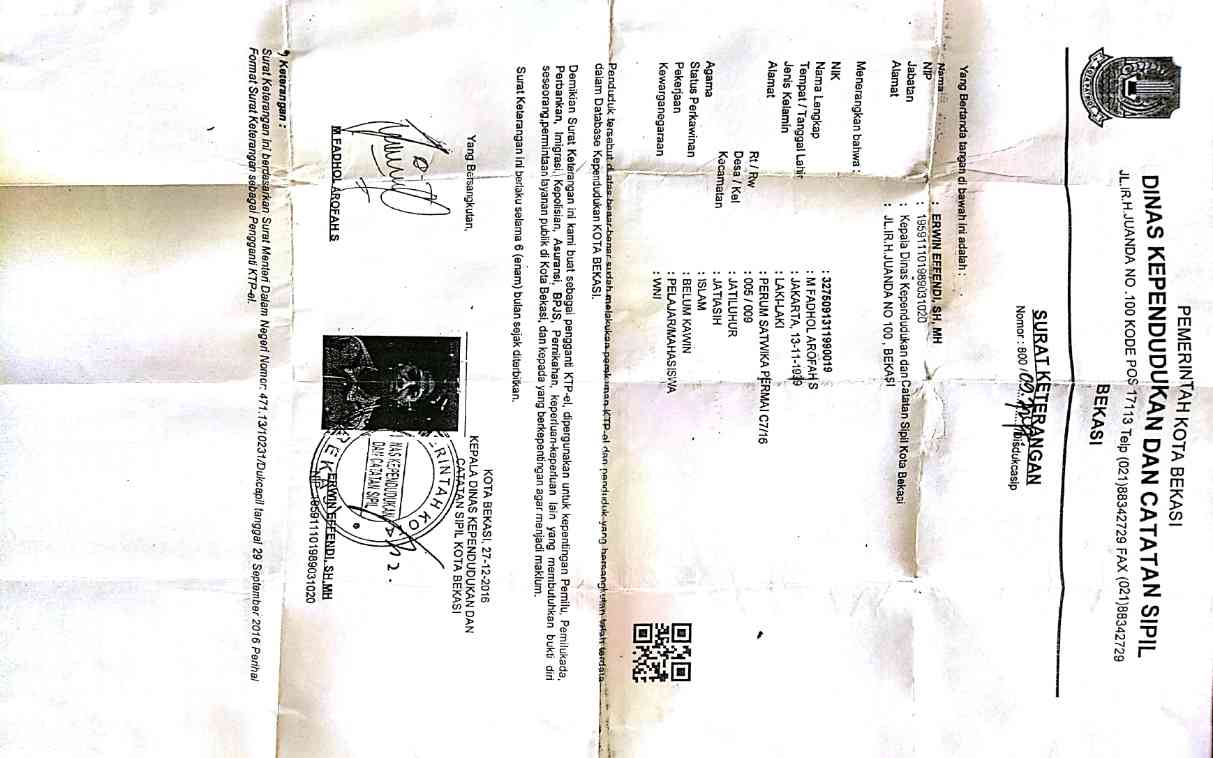 PEMERINTAH KOTA BEKASI
DINAS KEPENDUDUKAN DAN CATATAN SIPIL
JL.IR.H.JUANDA NO .100 KODE POS 17113 Telp (021)88342729 FAX (021)88342729
BEKASI
SURAT KETERANGAN
Nomor : 800 / Disdukcasip
Yang Bertanda tangan di bawah ini adalah :
Nama : ERWIN EFFENDI, SH, MH
NIP : 195911101989031020
Jabatan : Kepala Dinas Kependudukan dan Catatan Sipil Kota Bekasi
Alamat : JL.IR.H.JUANDA NO 100 , BEKASI
Menerangkan bahwa :
NIK : 3275091311990019
Nama Lengkap : M FADHOL AROFAH S
Tempat / Tanggal Lahir : JAKARTA, 13-11-1999
Jenis Kelamin : LAKI-LAKI
Alamat : PERUM SATWIKA PERMAI C7/16
Rt / Rw : 005 / 009
Desa / Kel : JATILUHUR
Kecamatan : JATIASIH
Agama : ISLAM
Status Perkawinan : BELUM KAWIN
Pekerjaan : PELAJAR/MAHASISWA
Kewarganegaraan : WNI
Penduduk tersebut diatas benar-benar sudah melakukan perekaman KTP-el dan penduduk yang bersangkutan telah terdata
dalam Database Kependudukan KOTA BEKASI.
Demikian Surat Keterangan ini kami buat sebagai pengganti KTP-el, dipergunakan untuk kepentingan Pemilu, Pemilukada,
Perbankan, Imigrasi, Kepolisian, Asuransi, BPJS, Pernikahan, keperluan-keperluan lain yang membutuhkan bukti diri
seseorang,permintaan layanan publik di Kota Bekasi, dan kepada yang berkepentingan agar menjadi maklum.
Surat Keterangan ini berlaku selama 6 (enam) bulan sejak diterbitkan.
KOTA BEKASI, 27-12-2016
Yang Bersangkutan,
KEPALA DINAS KEPENDUDUKAN DAN
CATATAN SIPIL KOTA BEKASI
DINAS KEPENDUDUKAN
DAN CATATAN SIPIL
M FADHOL AROFAH S
ERWIN EFFENDI, SH,MH
NIP. 195911101989031020
*) Keterangan :
Surat Keterangan ini berdasarkan Surat Menteri Dalam Negeri Nomor: 471.13/10231/Dukcapil tanggal 29 September 2016 Perihal
Format Surat Keterangan sebagai Pengganti KTP-el.